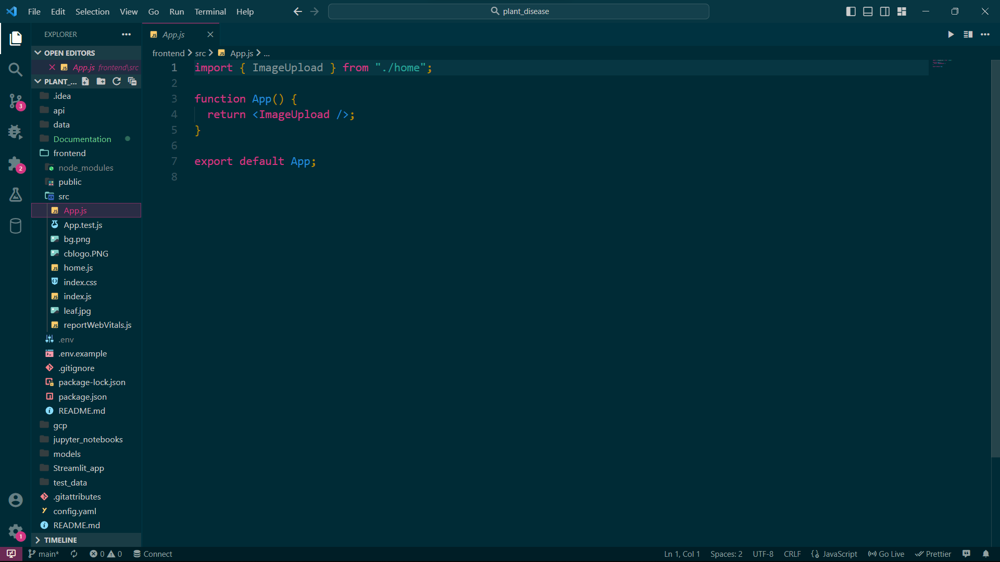 File Edit Selection View Go Run Terminal Help
plant_disease
EXPLORER
OPEN EDITORS
App.js frontend\src
PLANT_...
.idea
api
data
Documentation
frontend
node_modules
public
src
App.js
App.test.js
bg.png
cblogo.PNG
home.js
index.css
index.js
leaf.jpg
reportWebVitals.js
.env
.env.example
.gitignore
package-lock.json
package.json
README.md
gcp
jupyter_notebooks
models
Streamlit_app
test_data
.gitattributes
config.yaml
README.md
TIMELINE
3
2
1
App.js
frontend > src > App.js > ...
1 import { ImageUpload } from "./home";
2
3 function App() {
4 return <ImageUpload />;
5 }
6
7 export default App;
8
main* 0 0 Connect
Ln 1, Col 1 Spaces: 2 UTF-8 CRLF JavaScript Go Live Prettier